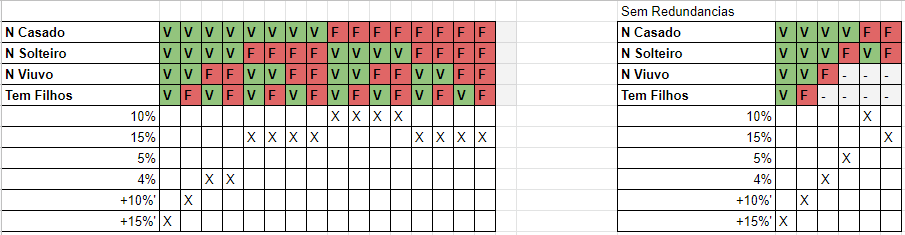 N Casado V V V V V V V V F F F F F F F F
N Solteiro V V V V F F F F V V V V F F F F
N Viuvo V V F F V V F F V V F F V V F F
Tem Filhos V F V F V F V F V F V F V F V F
10% X X X X
15% X X X X X X X X
5%
4% X X
+10%' X
+15%' X
Sem Redundancias
N Casado V V V V F F
N Solteiro V V V F V F
N Viuvo V V F - - -
Tem Filhos V F - - - -
10% X
15% X
5% X
4% X
+10%' X
+15%' X